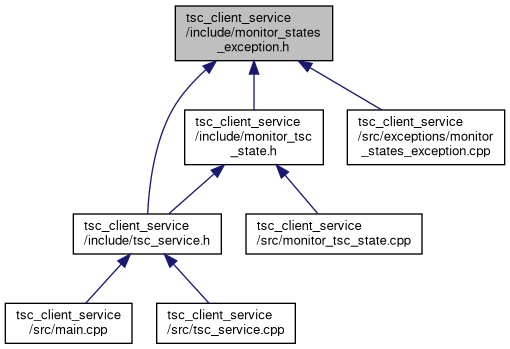 tsc_client_service
/include/monitor_states
_exception.h
tsc_client_service
/include/monitor_tsc
_state.h
tsc_client_service
/src/exceptions/monitor
_states_exception.cpp
tsc_client_service
/include/tsc_service.h
tsc_client_service
/src/monitor_tsc_state.cpp
tsc_client_service
/src/main.cpp
tsc_client_service
/src/tsc_service.cpp